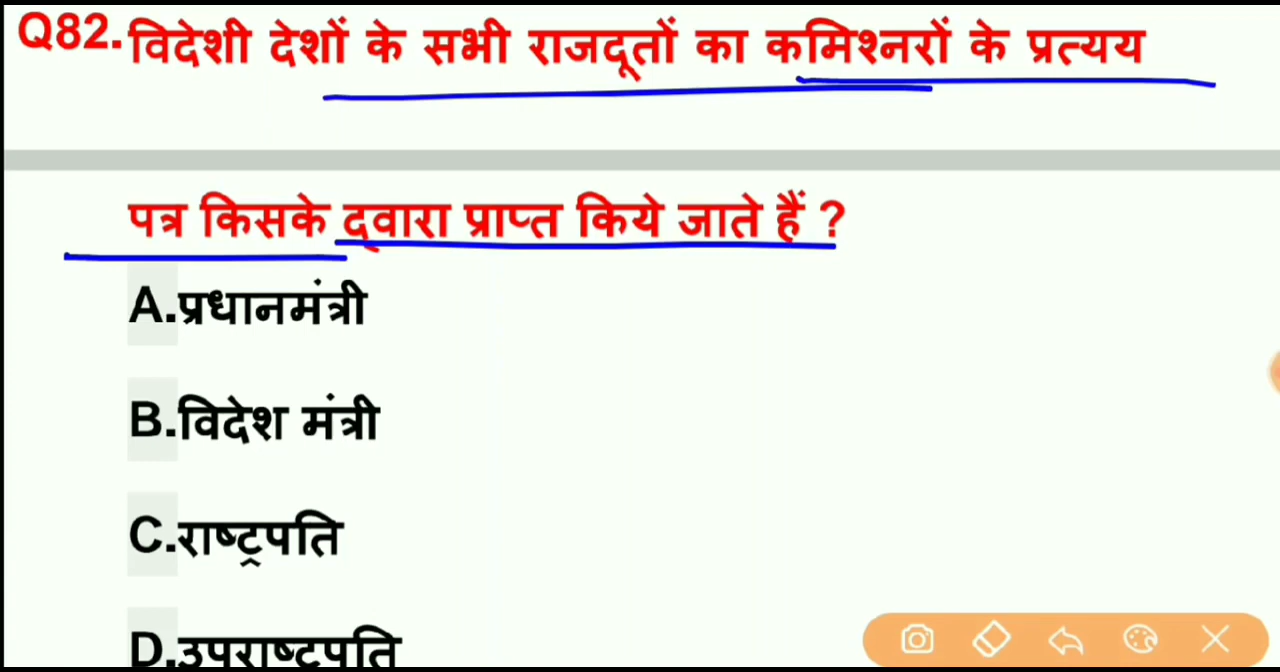 Q82. विदेशी देशों के सभी राजदूतों का कमिश्नरों के प्रत्यय
पत्र किसके द्वारा प्राप्त किये जाते हैं ?
A.प्रधानमंत्री
B.विदेश मंत्री
C.राष्ट्रपति
D.उपराष्ट्रपति